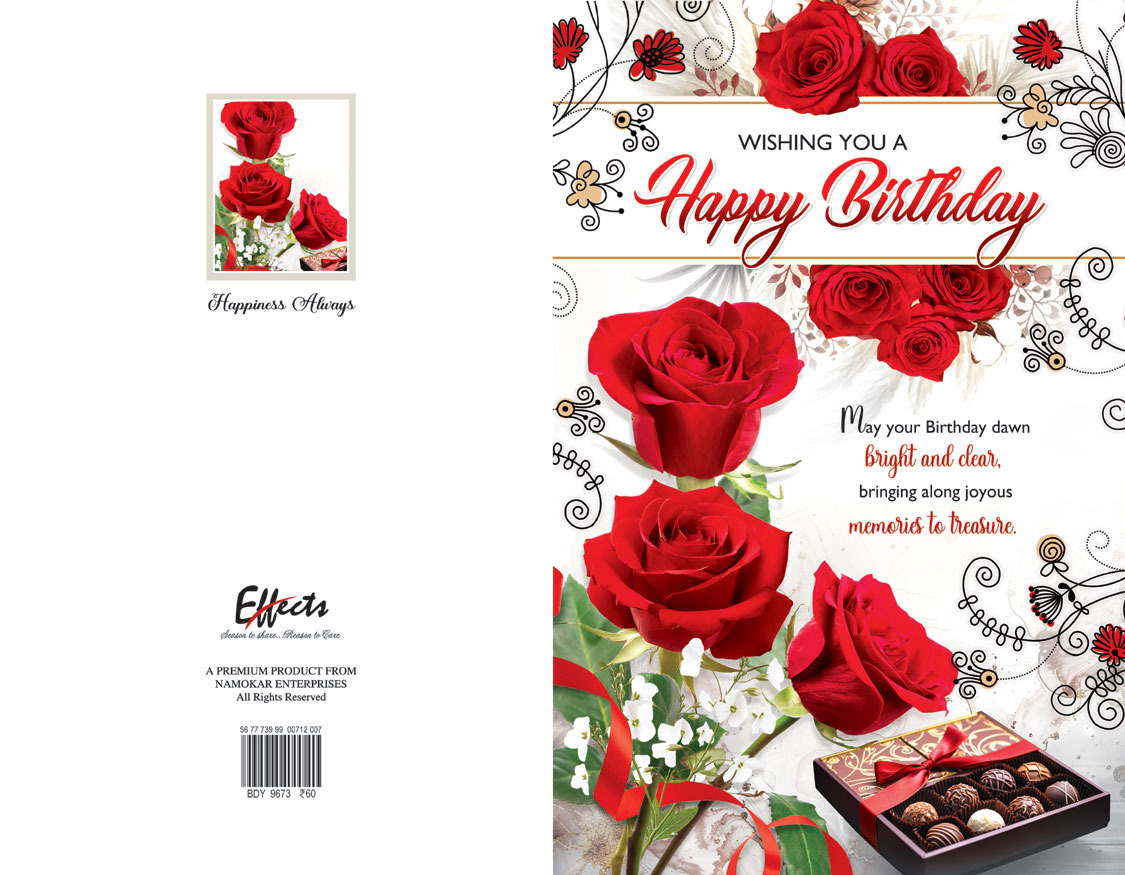 Happiness Always
Effects
Season to share...Reason to Care
A PREMIUM PRODUCT FROM
NAMOKAR ENTERPRISES
All Rights Reserved
56 77 739 99 00712 007
BDY 9673 ₹60
WISHING YOU A
Happy Birthday
May your Birthday dawn
bright and clear,
bringing along joyous
memories to treasure.